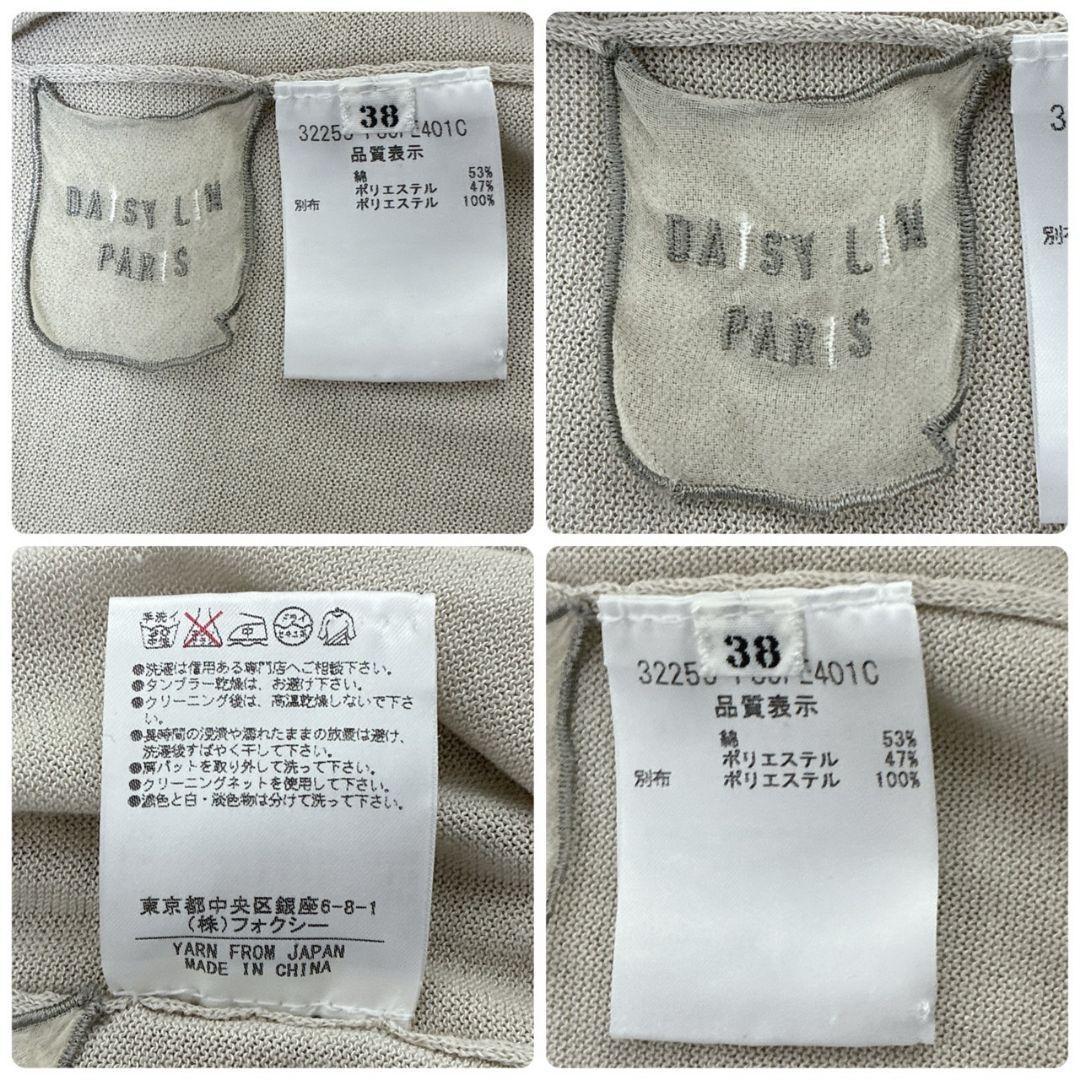 DAISY LIN
PARIS
38
品質表示
綿 53%
ポリエステル 47%
別布 ポリエステル 100%
DAISY LIN
PARIS
3
別
手洗イ
中
ドライ
●洗濯は信用ある専門店へご相談下さい。
●タンブラー乾燥は、お避け下さい。
●クリーニング後は、高温乾燥しないで下さ
い。
●長時間の浸漬や濡れたままの放置は避け、
洗濯後すばやく干して下さい。
●肩パットを取り外して洗って下さい。
●クリーニングネットを使用して下さい。
●濃色と白・淡色物は分けて洗って下さい。
東京都中央区銀座6-8-1
(株)フォクシー
YARN FROM JAPAN
MADE IN CHINA
38
品質表示
綿 53%
ポリエステル 47%
別布 ポリエステル 100%